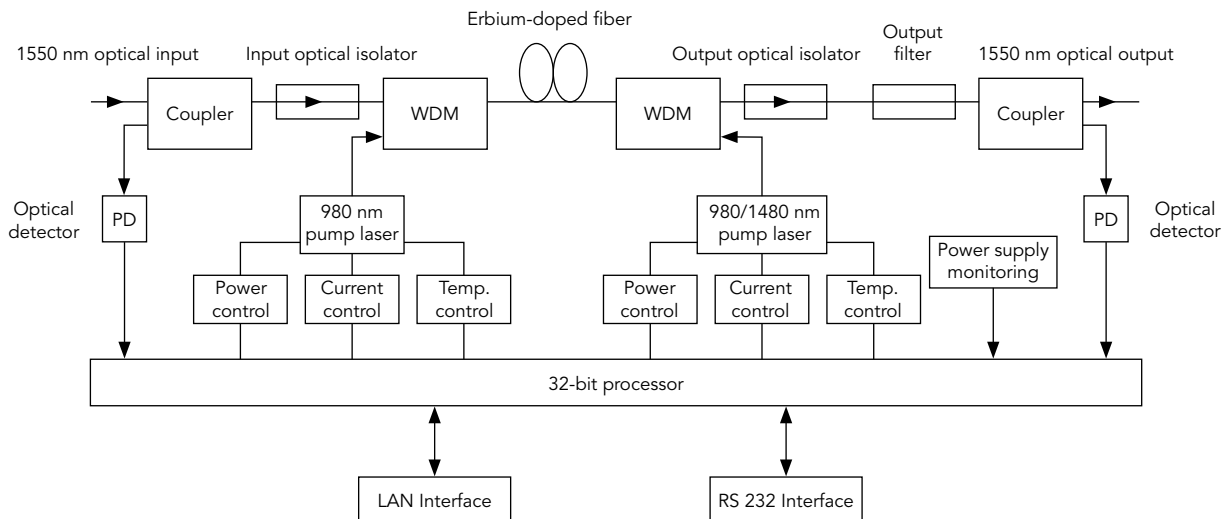 Erbium-doped fiber
1550 nm optical input
Input optical isolator
Output optical isolator
Output
filter
1550 nm optical output
Coupler
WDM
WDM
Coupler
Optical
detector
PD
980 nm
pump laser
980/1480 nm
pump laser
PD
Optical
detector
Power supply
monitoring
Power
control
Current
control
Temp.
control
Power
control
Current
control
Temp.
control
32-bit processor
LAN Interface
RS 232 Interface